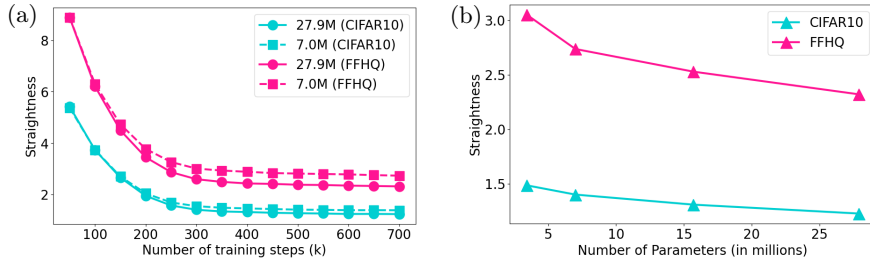 (a)
Straightness
8
6
4
2
27.9M (CIFAR10)
7.0M (CIFAR10)
27.9M (FFHQ)
7.0M (FFHQ)
100 200 300 400 500 600 700
Number of training steps (k)
(b)
Straightness
3.0
2.5
2.0
1.5
CIFAR10
FFHQ
5 10 15 20 25
Number of Parameters (in millions)